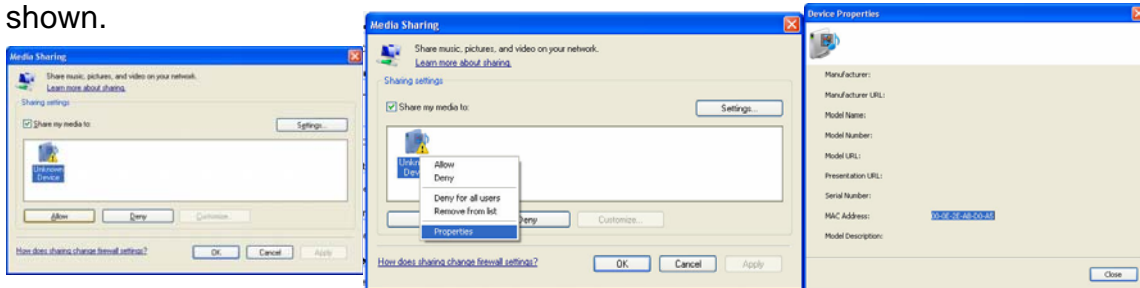 shown.
Media Sharing
Share music, pictures, and video on your network.
Learn more about sharing.
Sharing settings
Share my media to:
Settings...
Unknown
Device
Allow
Deny
Customize...
How does sharing change firewall settings?
OK
Cancel
Apply
Media Sharing
Share music, pictures, and video on your network.
Learn more about sharing.
Sharing settings
Share my media to:
Settings...
Allow
Deny
Deny for all users
Remove from list
Properties
Customize...
How does sharing change firewall settings?
OK
Cancel
Apply
Device Properties
Manufacturer:
Manufacturer URL:
Model Name:
Model Number:
Model URL:
Presentation URL:
Serial Number:
MAC Address: 00-0E-2E-A8-D0-A5
Model Description:
Close